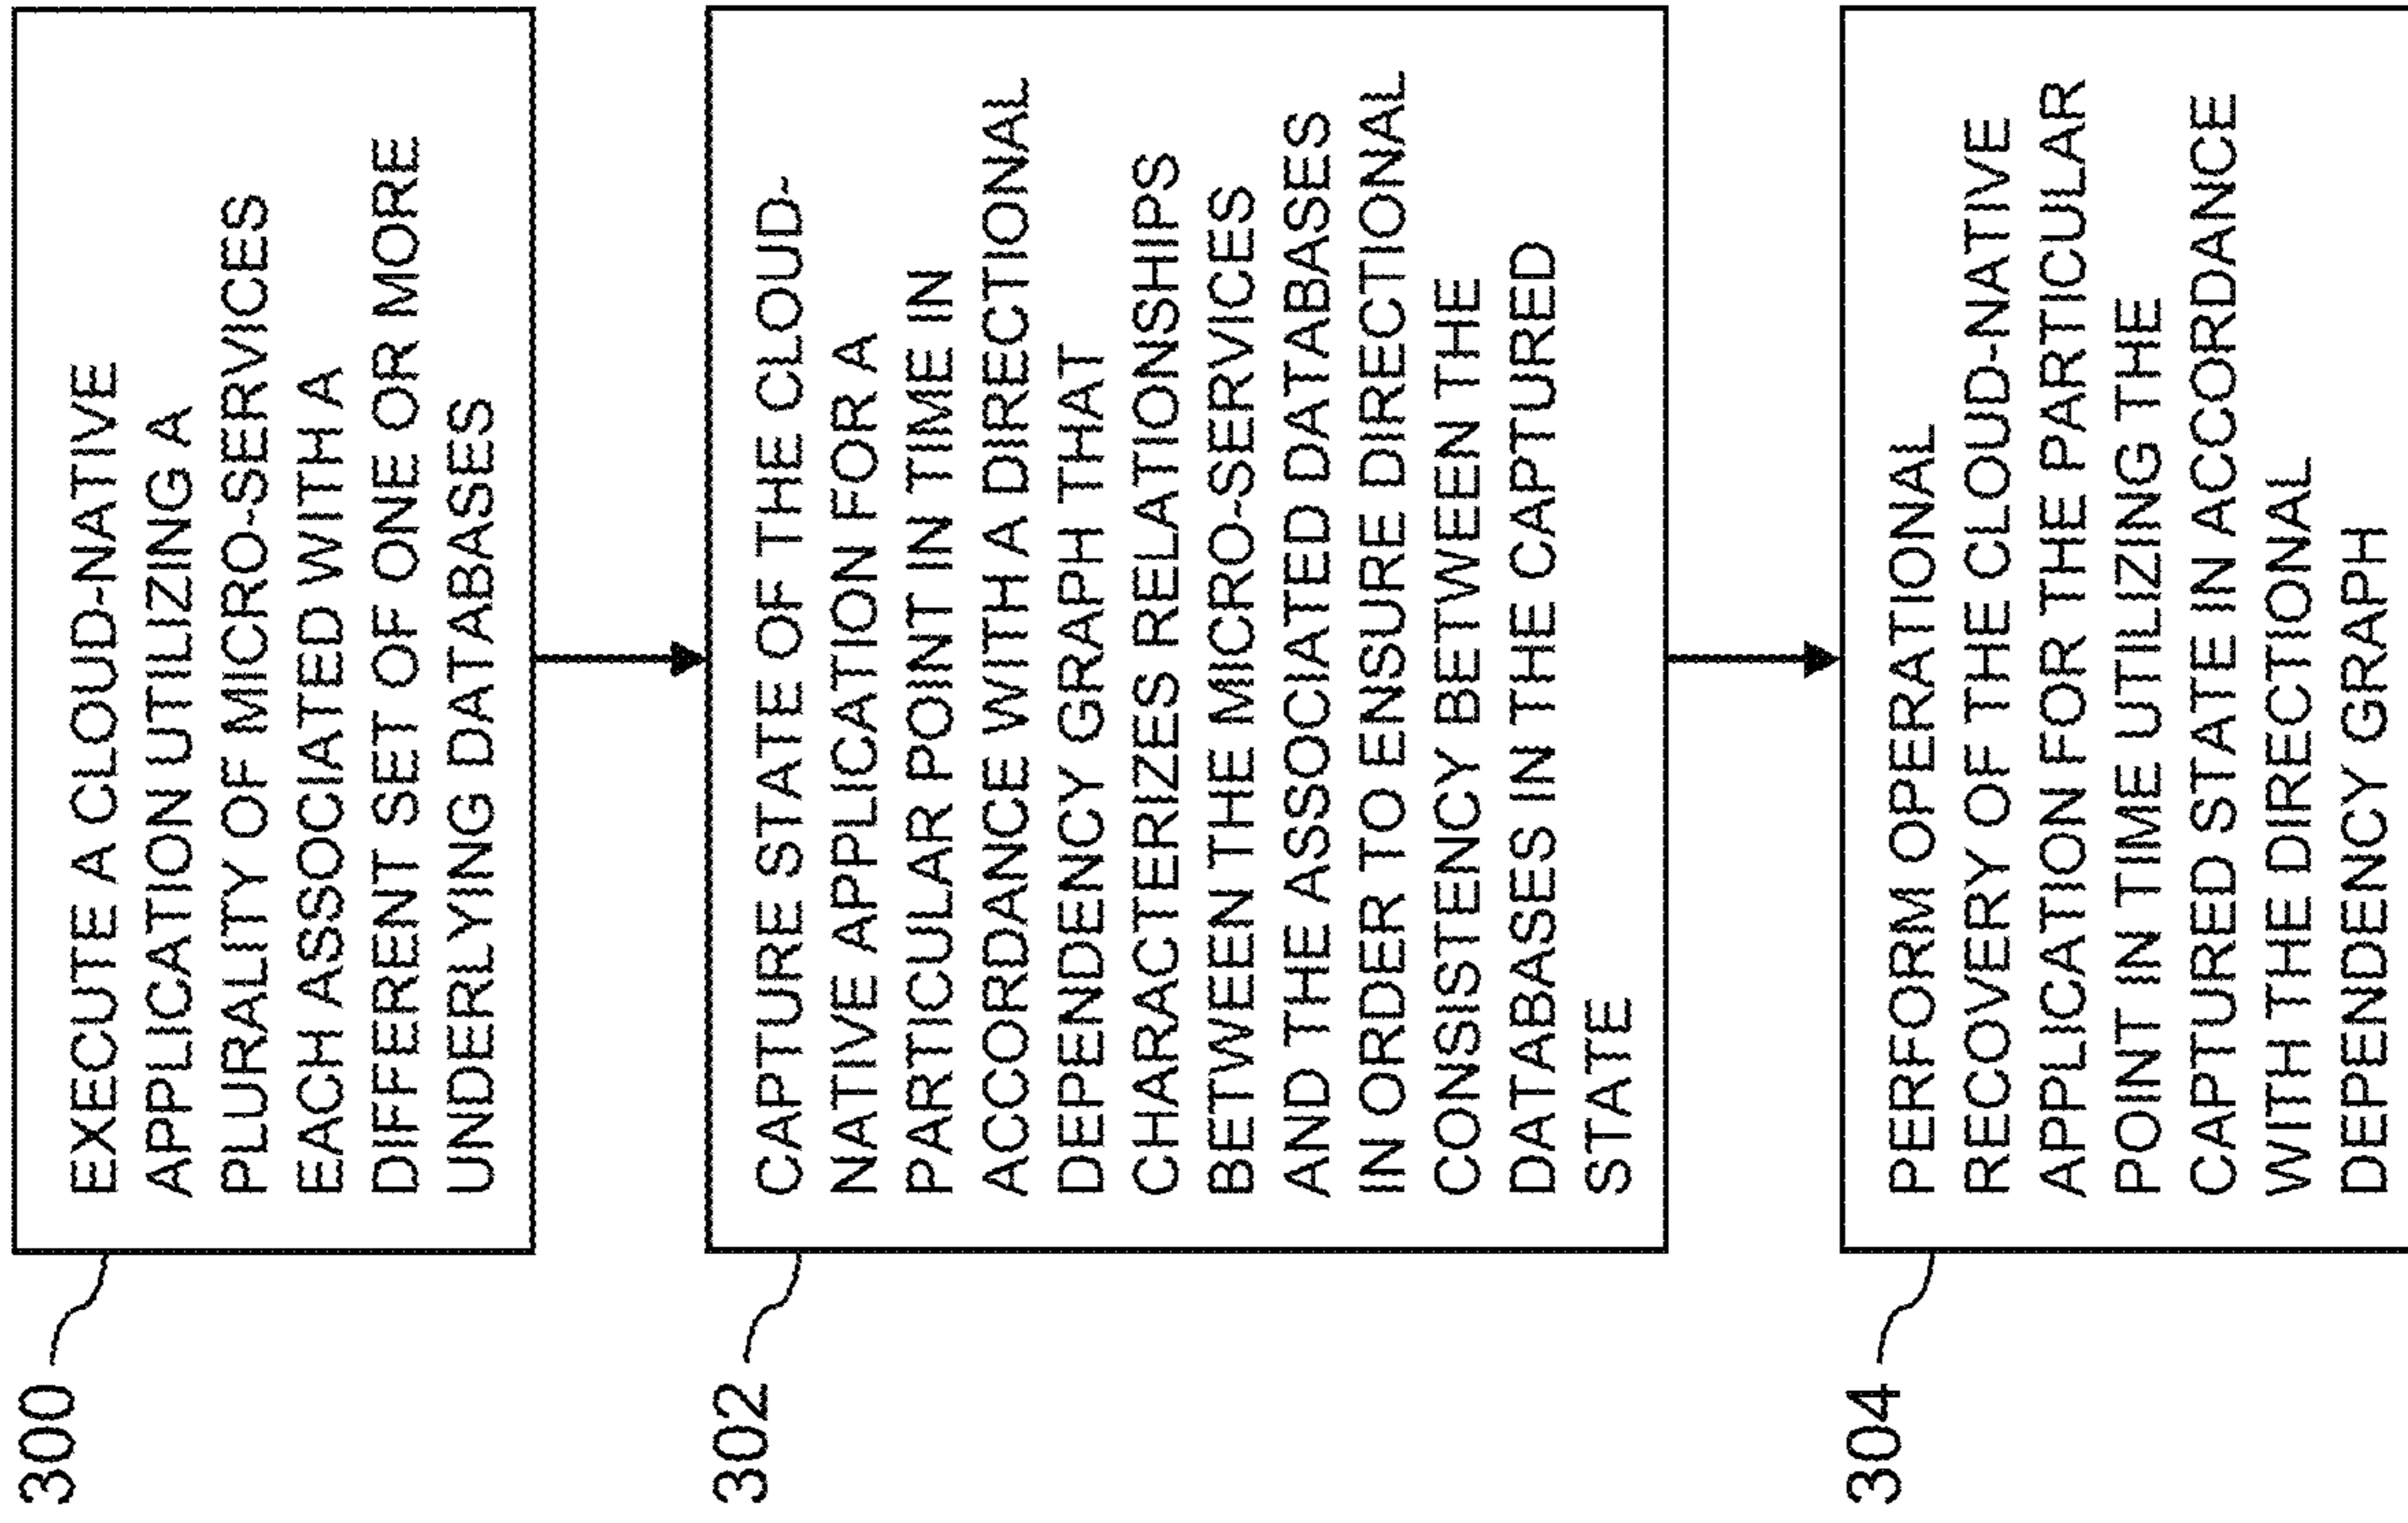 300
EXECUTE A CLOUD-NATIVE
APPLICATION UTILIZING A
PLURALITY OF MICRO-SERVICES
EACH ASSOCIATED WITH A
DIFFERENT SET OF ONE OR MORE
UNDERLYING DATABASES
302
CAPTURE STATE OF THE CLOUD-
NATIVE APPLICATION FOR A
PARTICULAR POINT IN TIME IN
ACCORDANCE WITH A DIRECTIONAL
DEPENDENCY GRAPH THAT
CHARACTERIZES RELATIONSHIPS
BETWEEN THE MICRO-SERVICES
AND THE ASSOCIATED DATABASES
IN ORDER TO ENSURE DIRECTIONAL
CONSISTENCY BETWEEN THE
DATABASES IN THE CAPTURED
STATE
304
PERFORM OPERATIONAL
RECOVERY OF THE CLOUD-NATIVE
APPLICATION FOR THE PARTICULAR
POINT IN TIME UTILIZING THE
CAPTURED STATE IN ACCORDANCE
WITH THE DIRECTIONAL
DEPENDENCY GRAPH